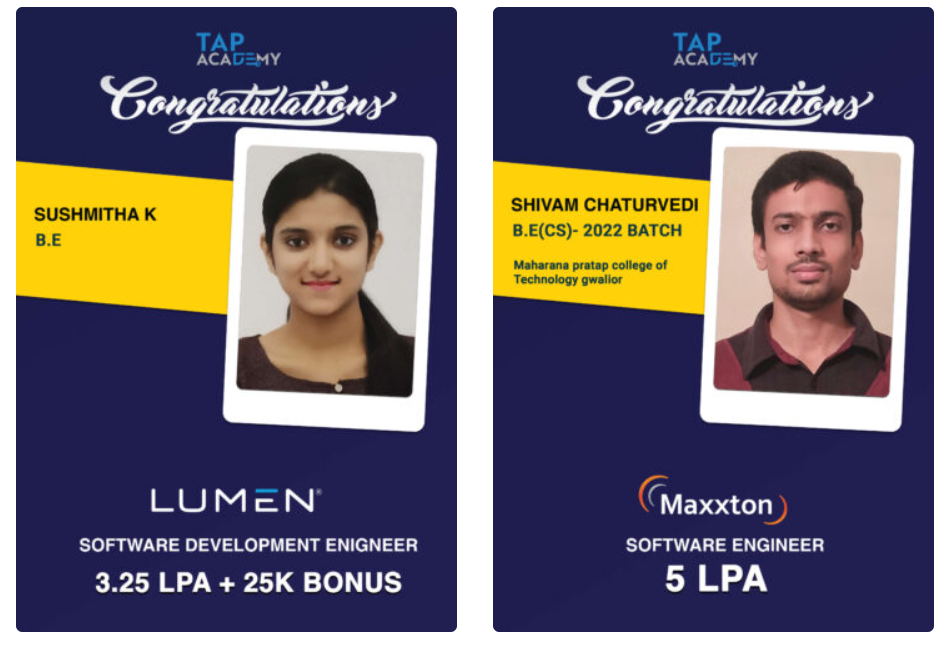 TAP
ACADEMY
Congratulations
SUSHMITHA K
B.E
LUMEN®
SOFTWARE DEVELOPMENT ENIGNEER
3.25 LPA + 25K BONUS
TAP
ACADEMY
Congratulations
SHIVAM CHATURVEDI
B.E(CS)- 2022 BATCH
Maharana pratap college of
Technology gwalior
Maxxton
SOFTWARE ENGINEER
5 LPA